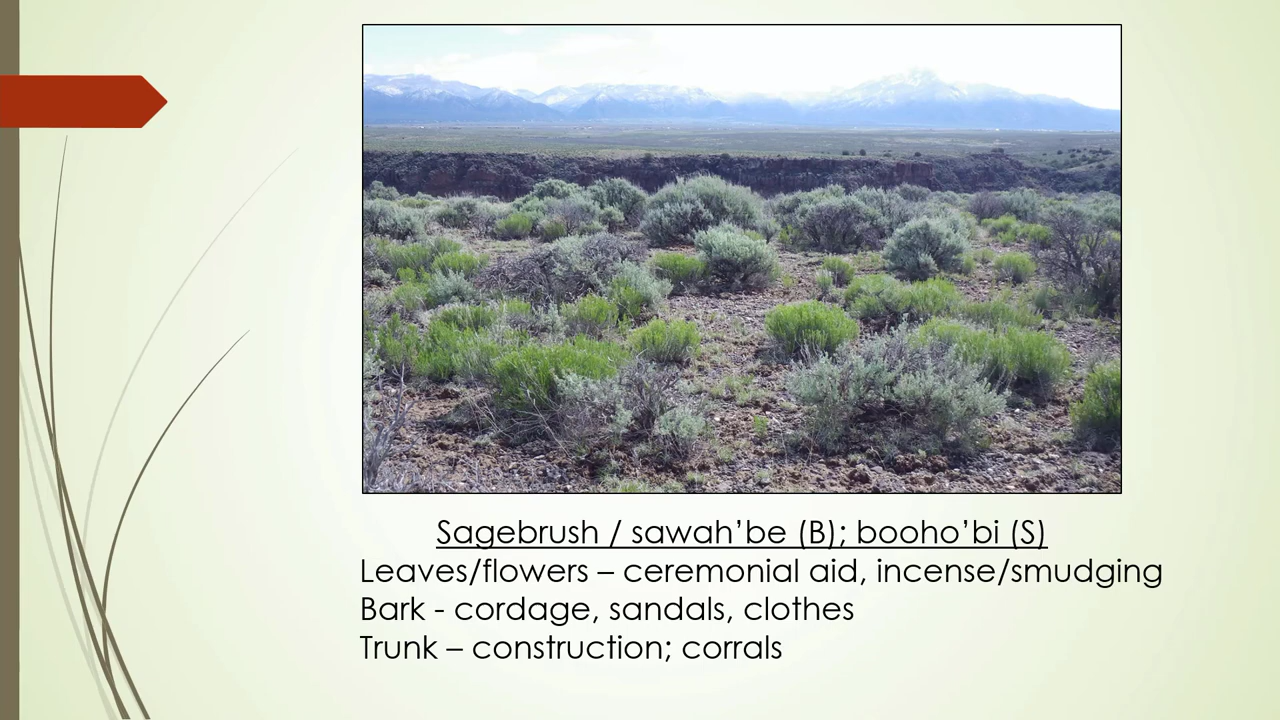 Sagebrush / sawah’be (B); booho’bi (S)
Leaves/flowers – ceremonial aid, incense/smudging
Bark - cordage, sandals, clothes
Trunk – construction; corrals